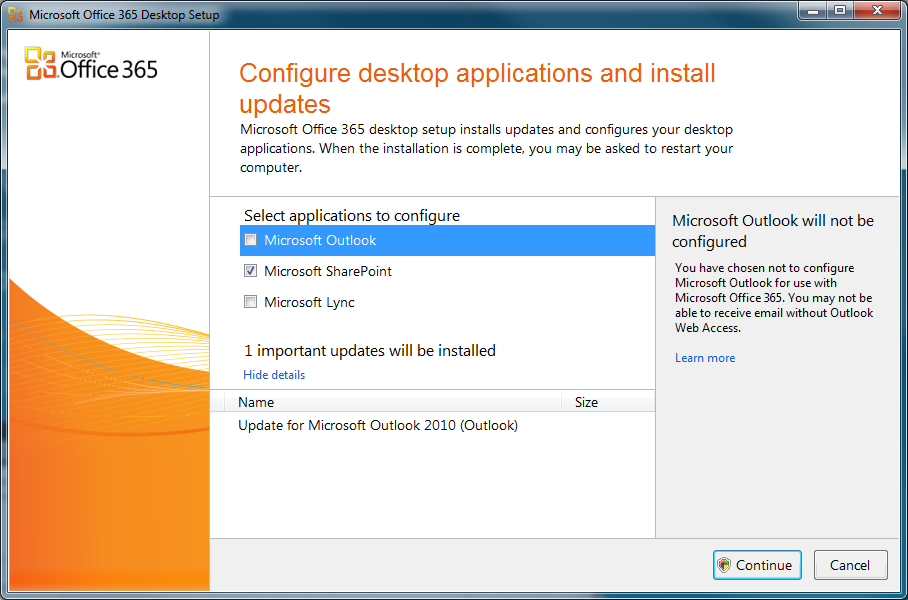 Microsoft Office 365 Desktop Setup
Microsoft®
Office 365
Configure desktop applications and install
updates
Microsoft Office 365 desktop setup installs updates and configures your desktop
applications. When the installation is complete, you may be asked to restart your
computer.
Select applications to configure
Microsoft Outlook
Microsoft SharePoint
Microsoft Lync
1 important updates will be installed
Hide details
Name Size
Update for Microsoft Outlook 2010 (Outlook)
Microsoft Outlook will not be
configured
You have chosen not to configure
Microsoft Outlook for use with
Microsoft Office 365. You may not be
able to receive email without Outlook
Web Access.
Learn more
Continue Cancel